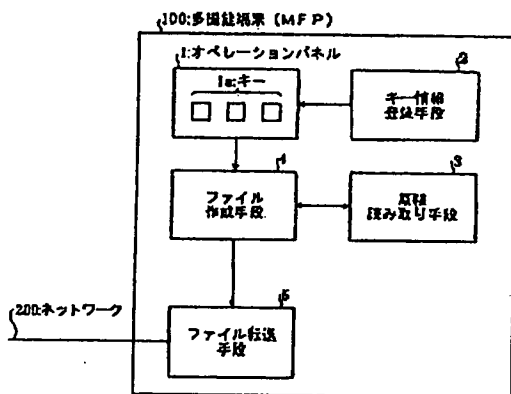 100:多機能端末(MFP)
1:オペレーションパネル
1a:キー
2
キー情報
登録手段
4
ファイル
作成手段
3
原稿
読み取り手段
5
ファイル転送
手段
200:ネットワーク